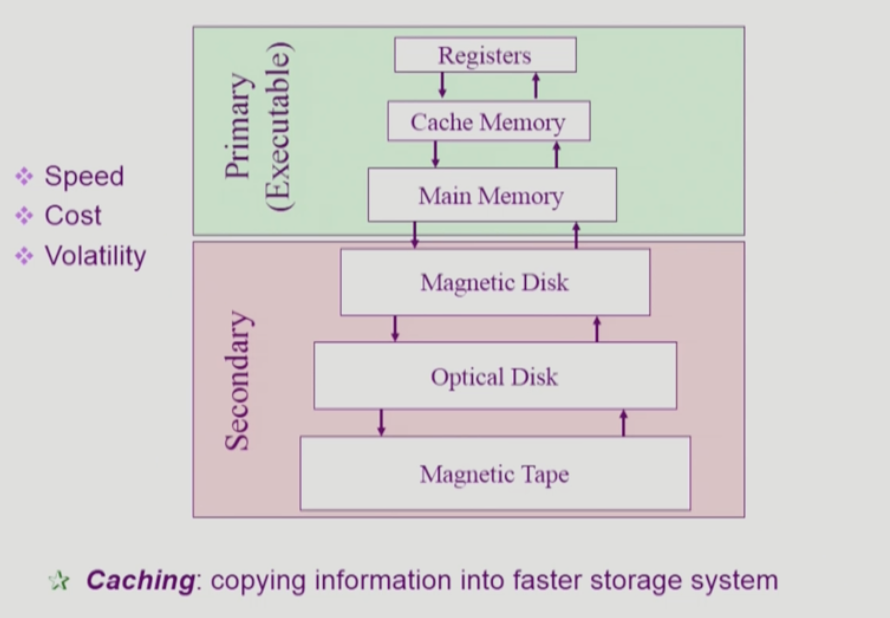 Speed
Cost
Volatility
Primary
(Executable)
Registers
Cache Memory
Main Memory
Secondary
Magnetic Disk
Optical Disk
Magnetic Tape
Caching: copying information into faster storage system